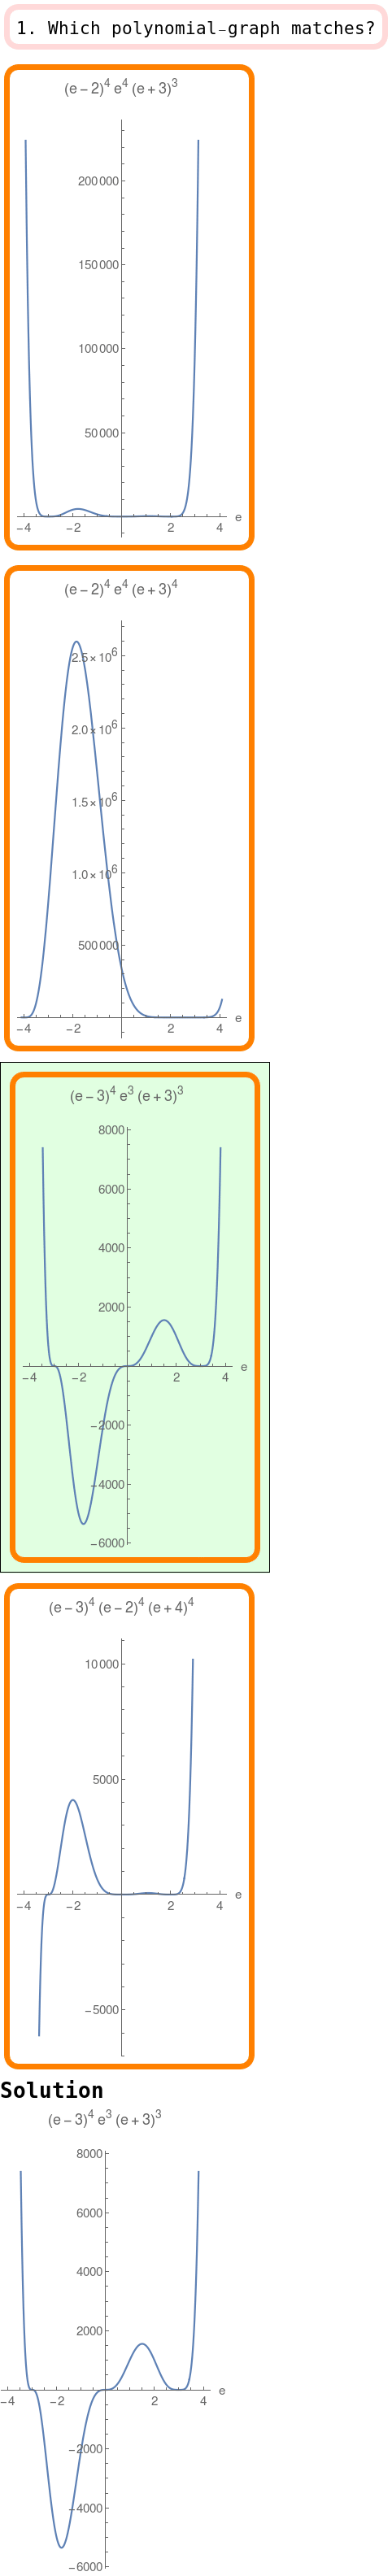 1. Which polynomial-graph matches?
(e − 2)^4 e^4 (e + 3)^3
200 000
150 000
100 000
50 000
e
−4 −2 2 4
(e − 2)^4 e^4 (e + 3)^4
2.5×10^6
2.0×10^6
1.5×10^6
1.0×10^6
500 000
e
−4 −2 2 4
(e − 3)^4 e^3 (e + 3)^3
8000
6000
4000
2000
e
−4 −2 2 4
−2000
−4000
−6000
(e − 3)^4 (e − 2)^4 (e + 4)^4
10 000
5000
e
−4 −2 2 4
−5000
Solution
(e − 3)^4 e^3 (e + 3)^3
8000
6000
4000
2000
e
−4 −2 2 4
−2000
−4000
−6000